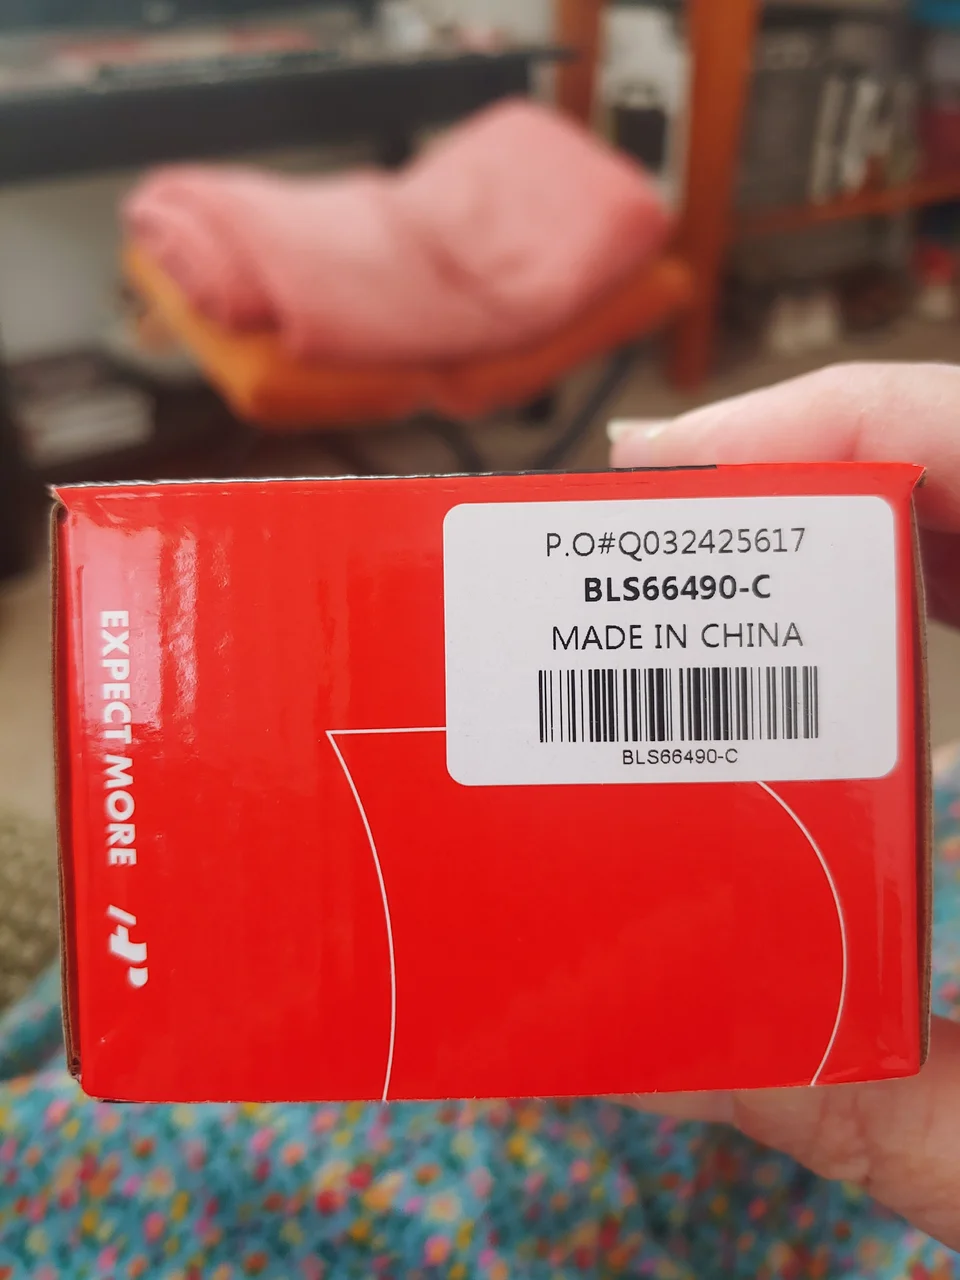 P.O#Q032425617
BLS66490-C
MADE IN CHINA
BLS66490-C
EXPECT MORE